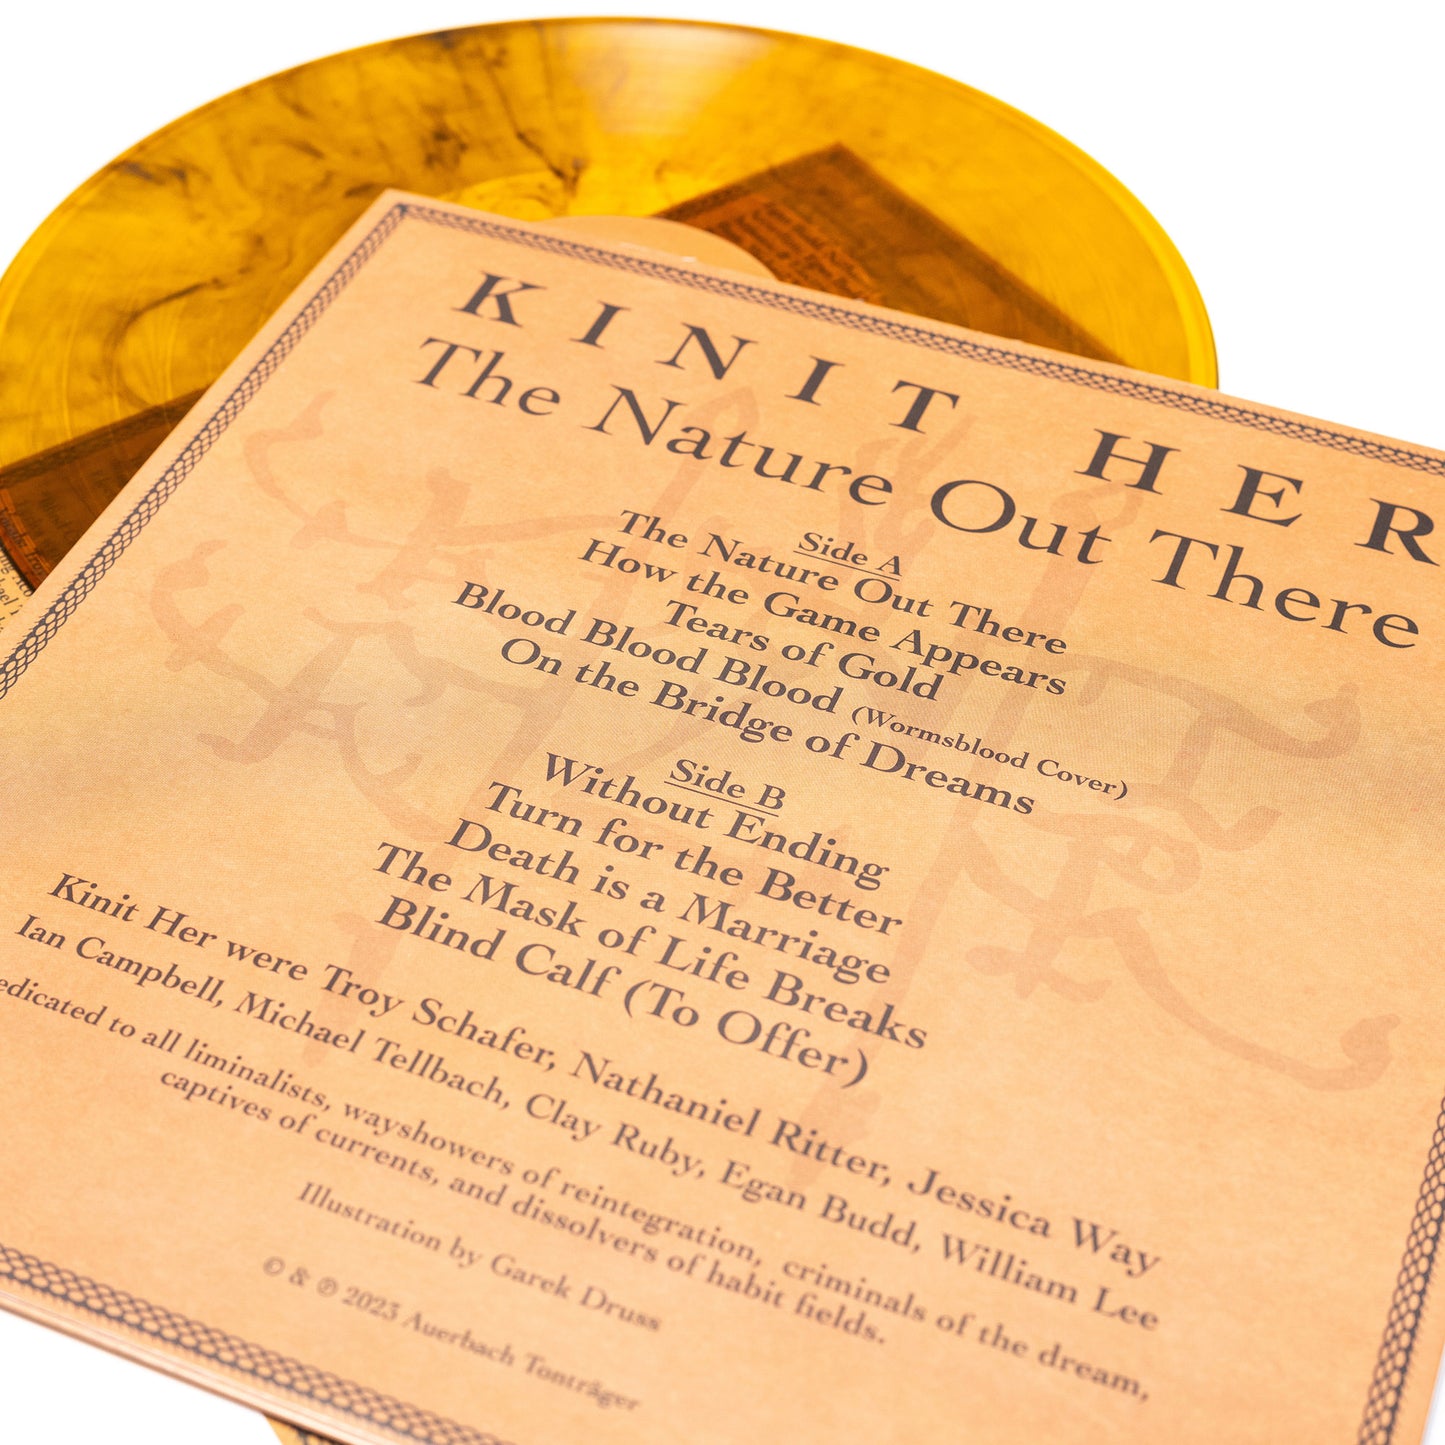 KINIT HER
The Nature Out There
Side A
The Nature Out There
How the Game Appears
Tears of Gold
Blood Blood Blood (Wormsblood Cover)
On the Bridge of Dreams
Side B
Without Ending
Turn for the Better
Death is a Marriage
The Mask of Life Breaks
Blind Calf (To Offer)
Kinit Her were Troy Schafer, Nathaniel Ritter, Jessica Way
Ian Campbell, Michael Tellbach, Clay Ruby, Egan Budd, William Lee
edicated to all liminalists, wayshowers of reintegration, criminals of the dream,
captives of currents, and dissolvers of habit fields.
Illustration by Garek Druss
© & ℗ 2023 Auerbach Tonträger